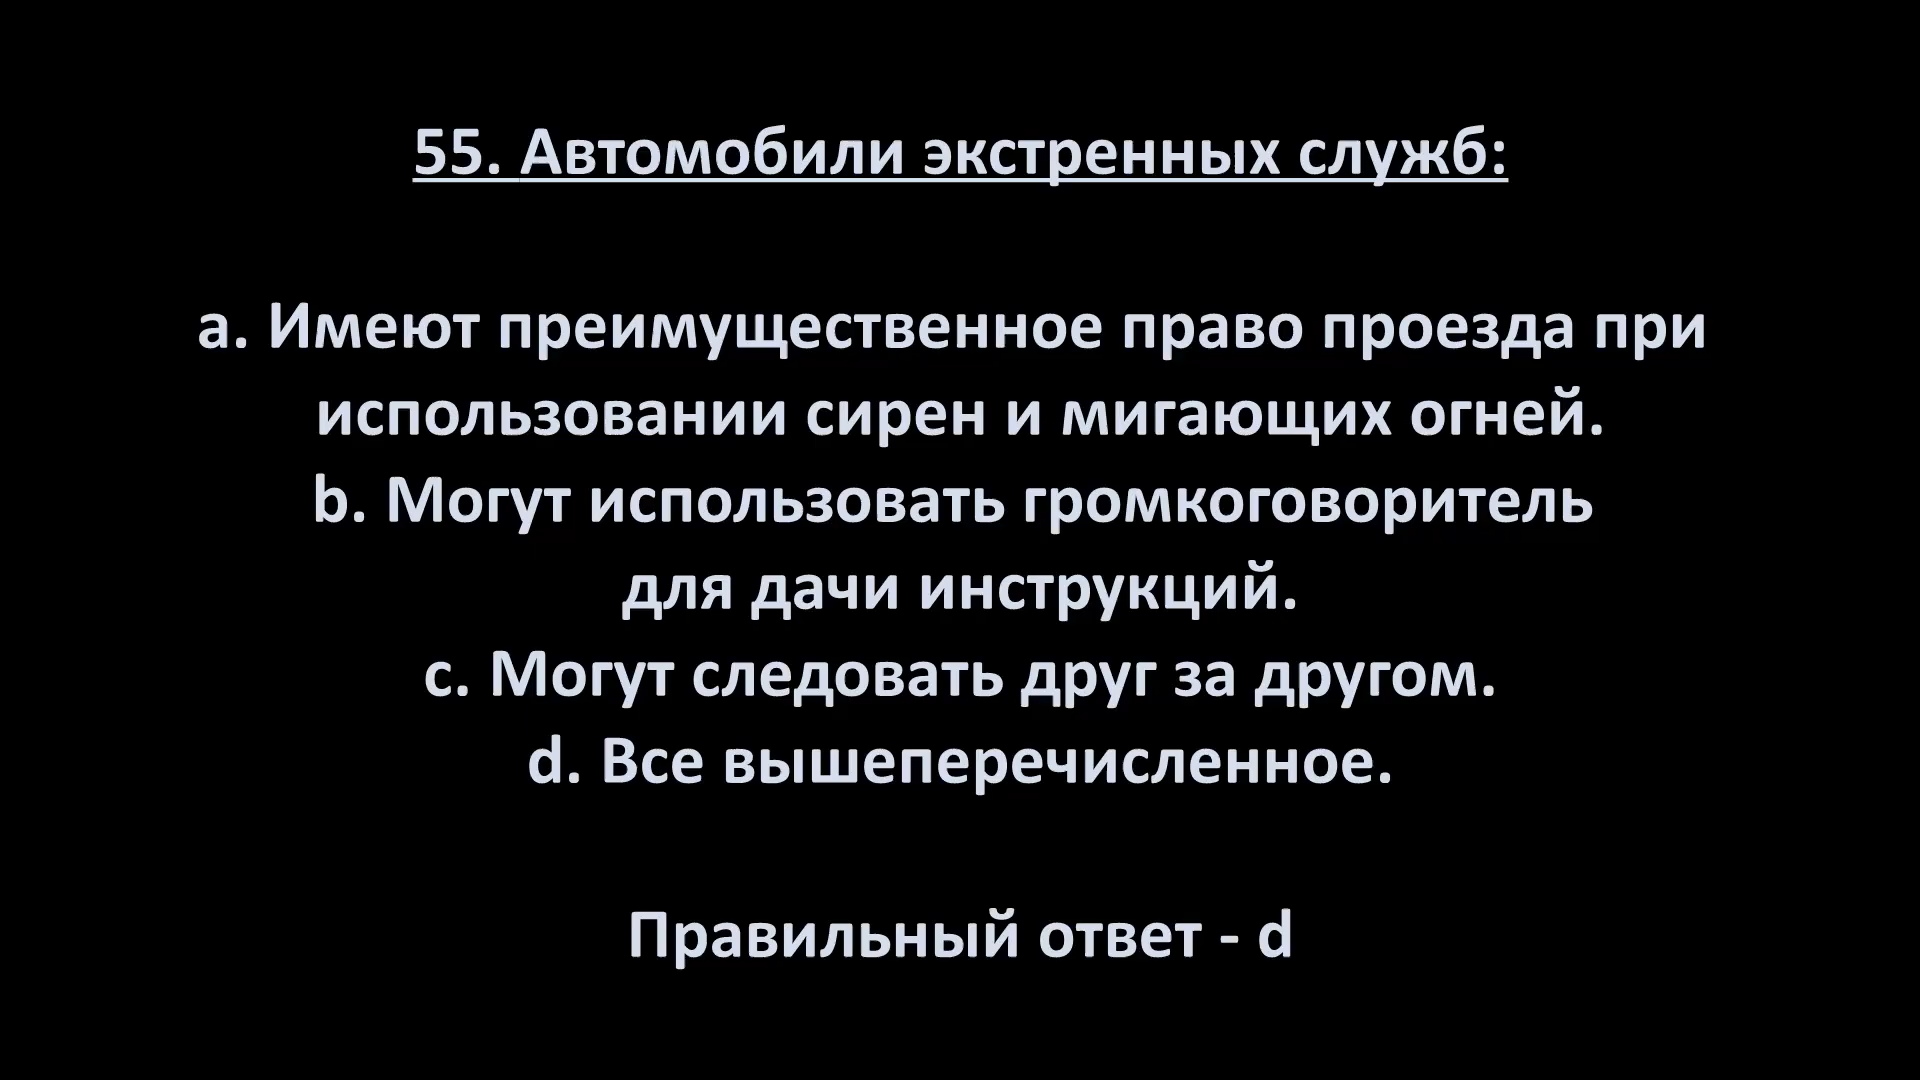 55. Автомобили экстренных служб:
a. Имеют преимущественное право проезда при
использовании сирен и мигающих огней.
b. Могут использовать громкоговоритель
для дачи инструкций.
c. Могут следовать друг за другом.
d. Все вышеперечисленное.
Правильный ответ - d